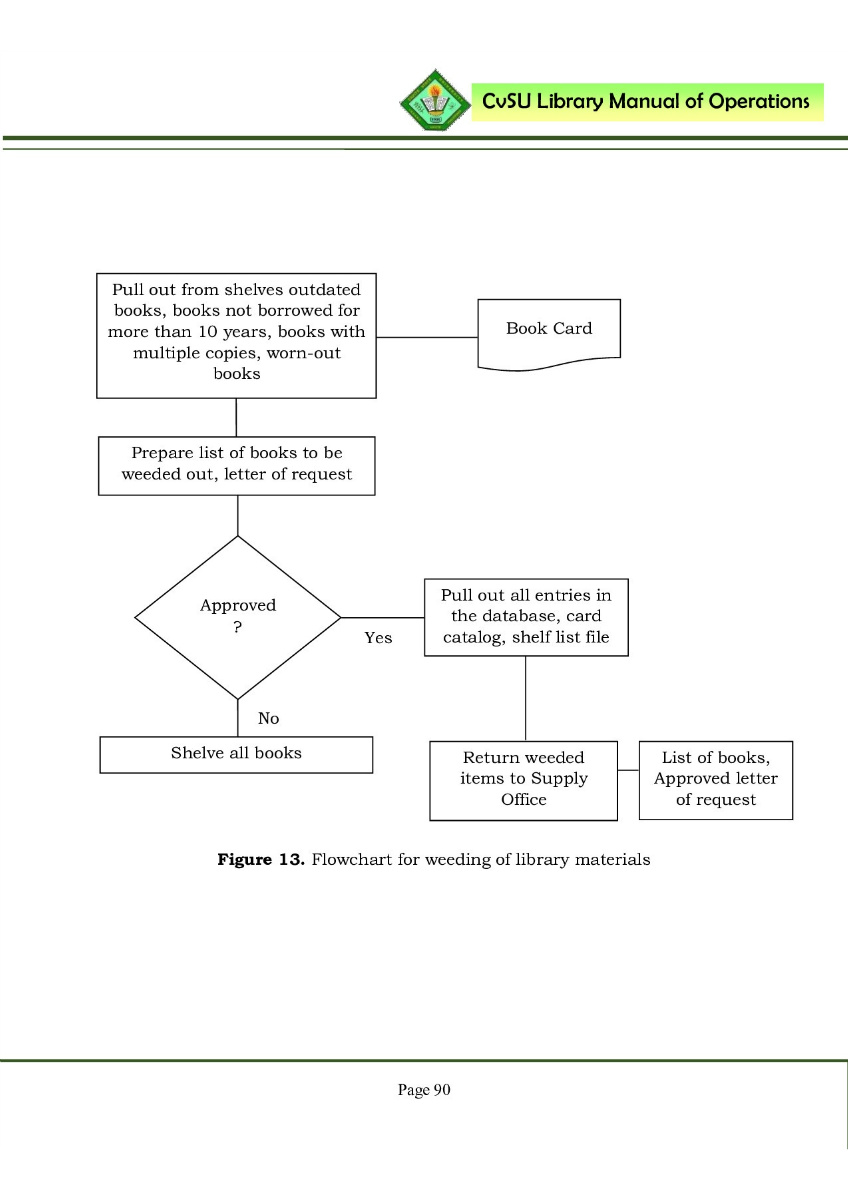 CvSU Library Manual of Operations
Pull out from shelves outdated
books, books not borrowed for
more than 10 years, books with
multiple copies, worn-out
books
Book Card
Prepare list of books to be
weeded out, letter of request
Approved
?
Yes
Pull out all entries in
the database, card
catalog, shelf list file
No
Shelve all books
Return weeded
items to Supply
Office
List of books,
Approved letter
of request
Figure 13. Flowchart for weeding of library materials
Page 90